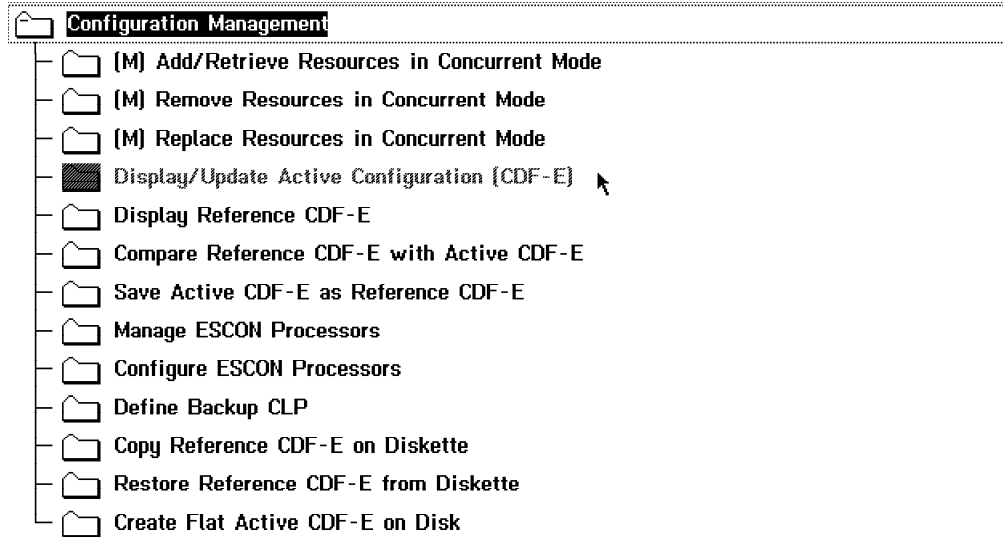 Configuration Management
(M) Add/Retrieve Resources in Concurrent Mode
(M) Remove Resources in Concurrent Mode
(M) Replace Resources in Concurrent Mode
Display/Update Active Configuration (CDF-E)
Display Reference CDF-E
Compare Reference CDF-E with Active CDF-E
Save Active CDF-E as Reference CDF-E
Manage ESCON Processors
Configure ESCON Processors
Define Backup CLP
Copy Reference CDF-E on Diskette
Restore Reference CDF-E from Diskette
Create Flat Active CDF-E on Disk